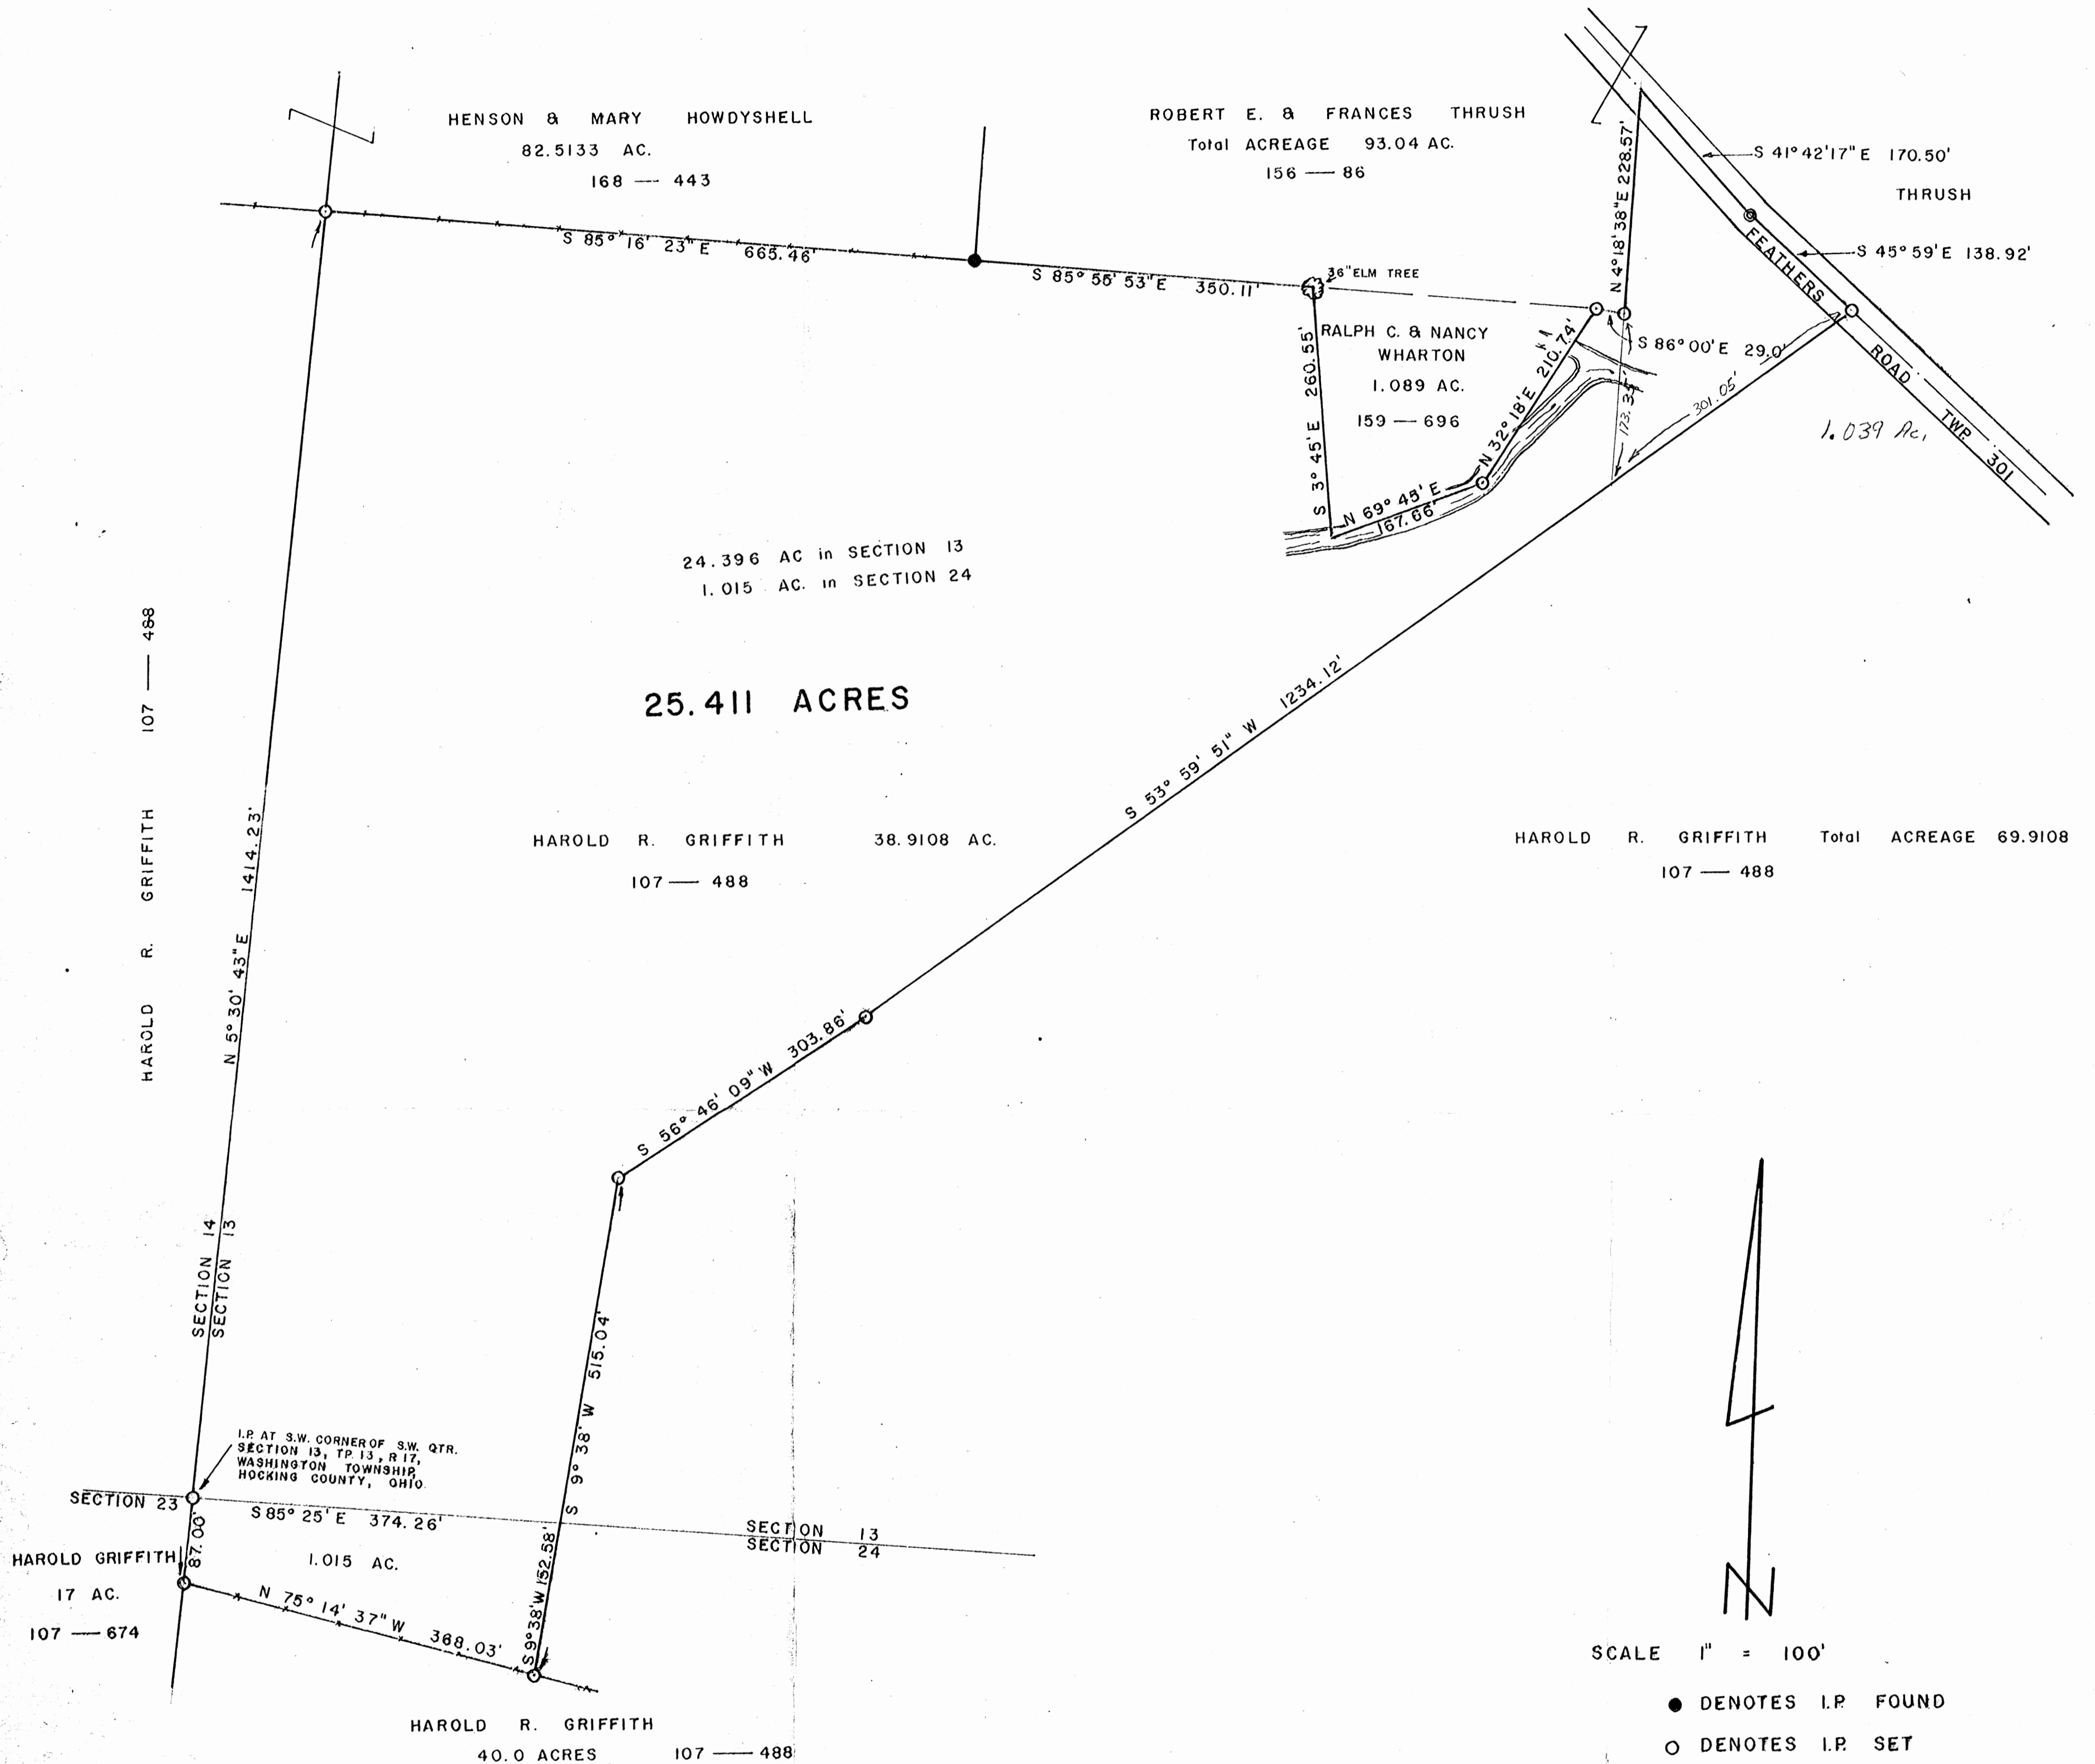 HENSON & MARY HOWDYSHELL
82.5133 AC.
168 — 443
ROBERT E. & FRANCES THRUSH
Total ACREAGE 93.04 AC.
156 — 86
N 4°18'38"E 228.57'
S 41°42'17"E 170.50'
THRUSH
S 45°59'E 138.92'
FEATHERS ROAD TWP. 301
S 85° 16' 23" E 665.46'
S 85° 55' 53"E 350.11'
36"ELM TREE
RALPH C. & NANCY
WHARTON
1.089 AC.
159 — 696
S 3° 45' E 260.55'
N 69° 45' E
167.66'
N 32° 18' E 210.74'
S 86°00'E 29.0'
173.35'
301.05'
1.039 Ac.
24.396 AC in SECTION 13
1.015 AC. in SECTION 24
25.411 ACRES
HAROLD R. GRIFFITH 107 — 488
N 5° 30' 43" E 1414.23'
S 53° 59' 51" W 1234.12'
HAROLD R. GRIFFITH 38.9108 AC.
107 — 488
HAROLD R. GRIFFITH Total ACREAGE 69.9108
107 — 488
S 56° 46' 09" W 303.86'
S 9° 38' W 515.04'
SECTION 14
SECTION 13
I.P. AT S.W. CORNER OF S.W. QTR.
SECTION 13, TP. 13, R 17,
WASHINGTON TOWNSHIP,
HOCKING COUNTY, OHIO.
SECTION 23
S 85° 25' E 374.26'
SECTION 13
SECTION 24
87.00'
HAROLD GRIFFITH
17 AC.
107 — 674
1.015 AC.
N 75° 14' 37" W 368.03'
S 9°38'W 152.58'
HAROLD R. GRIFFITH
40.0 ACRES 107 — 488
N
SCALE 1" = 100'
DENOTES I.P. FOUND
DENOTES I.P. SET